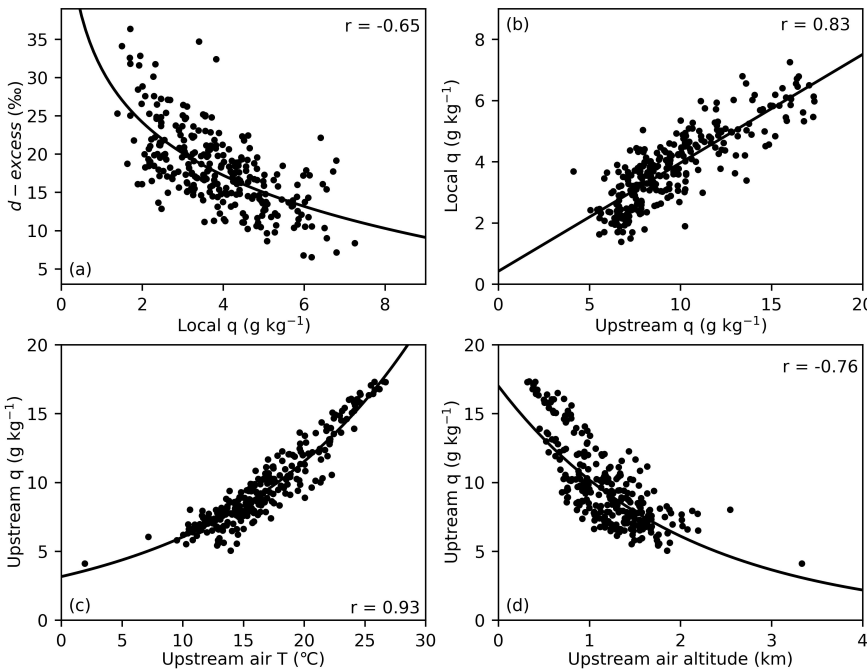 35
30
25
20
15
10
5
d − excess (‰)
r = -0.65
(a)
0 2 4 6 8
Local q (g kg⁻¹)
8
6
4
2
0
Local q (g kg⁻¹)
(b)
r = 0.83
0 5 10 15 20
Upstream q (g kg⁻¹)
20
15
10
5
0
Upstream q (g kg⁻¹)
(c)
r = 0.93
0 5 10 15 20 25 30
Upstream air T (℃)
20
15
10
5
0
Uptream q (g kg⁻¹)
r = -0.76
(d)
0 1 2 3 4
Upstream air altitude (km)